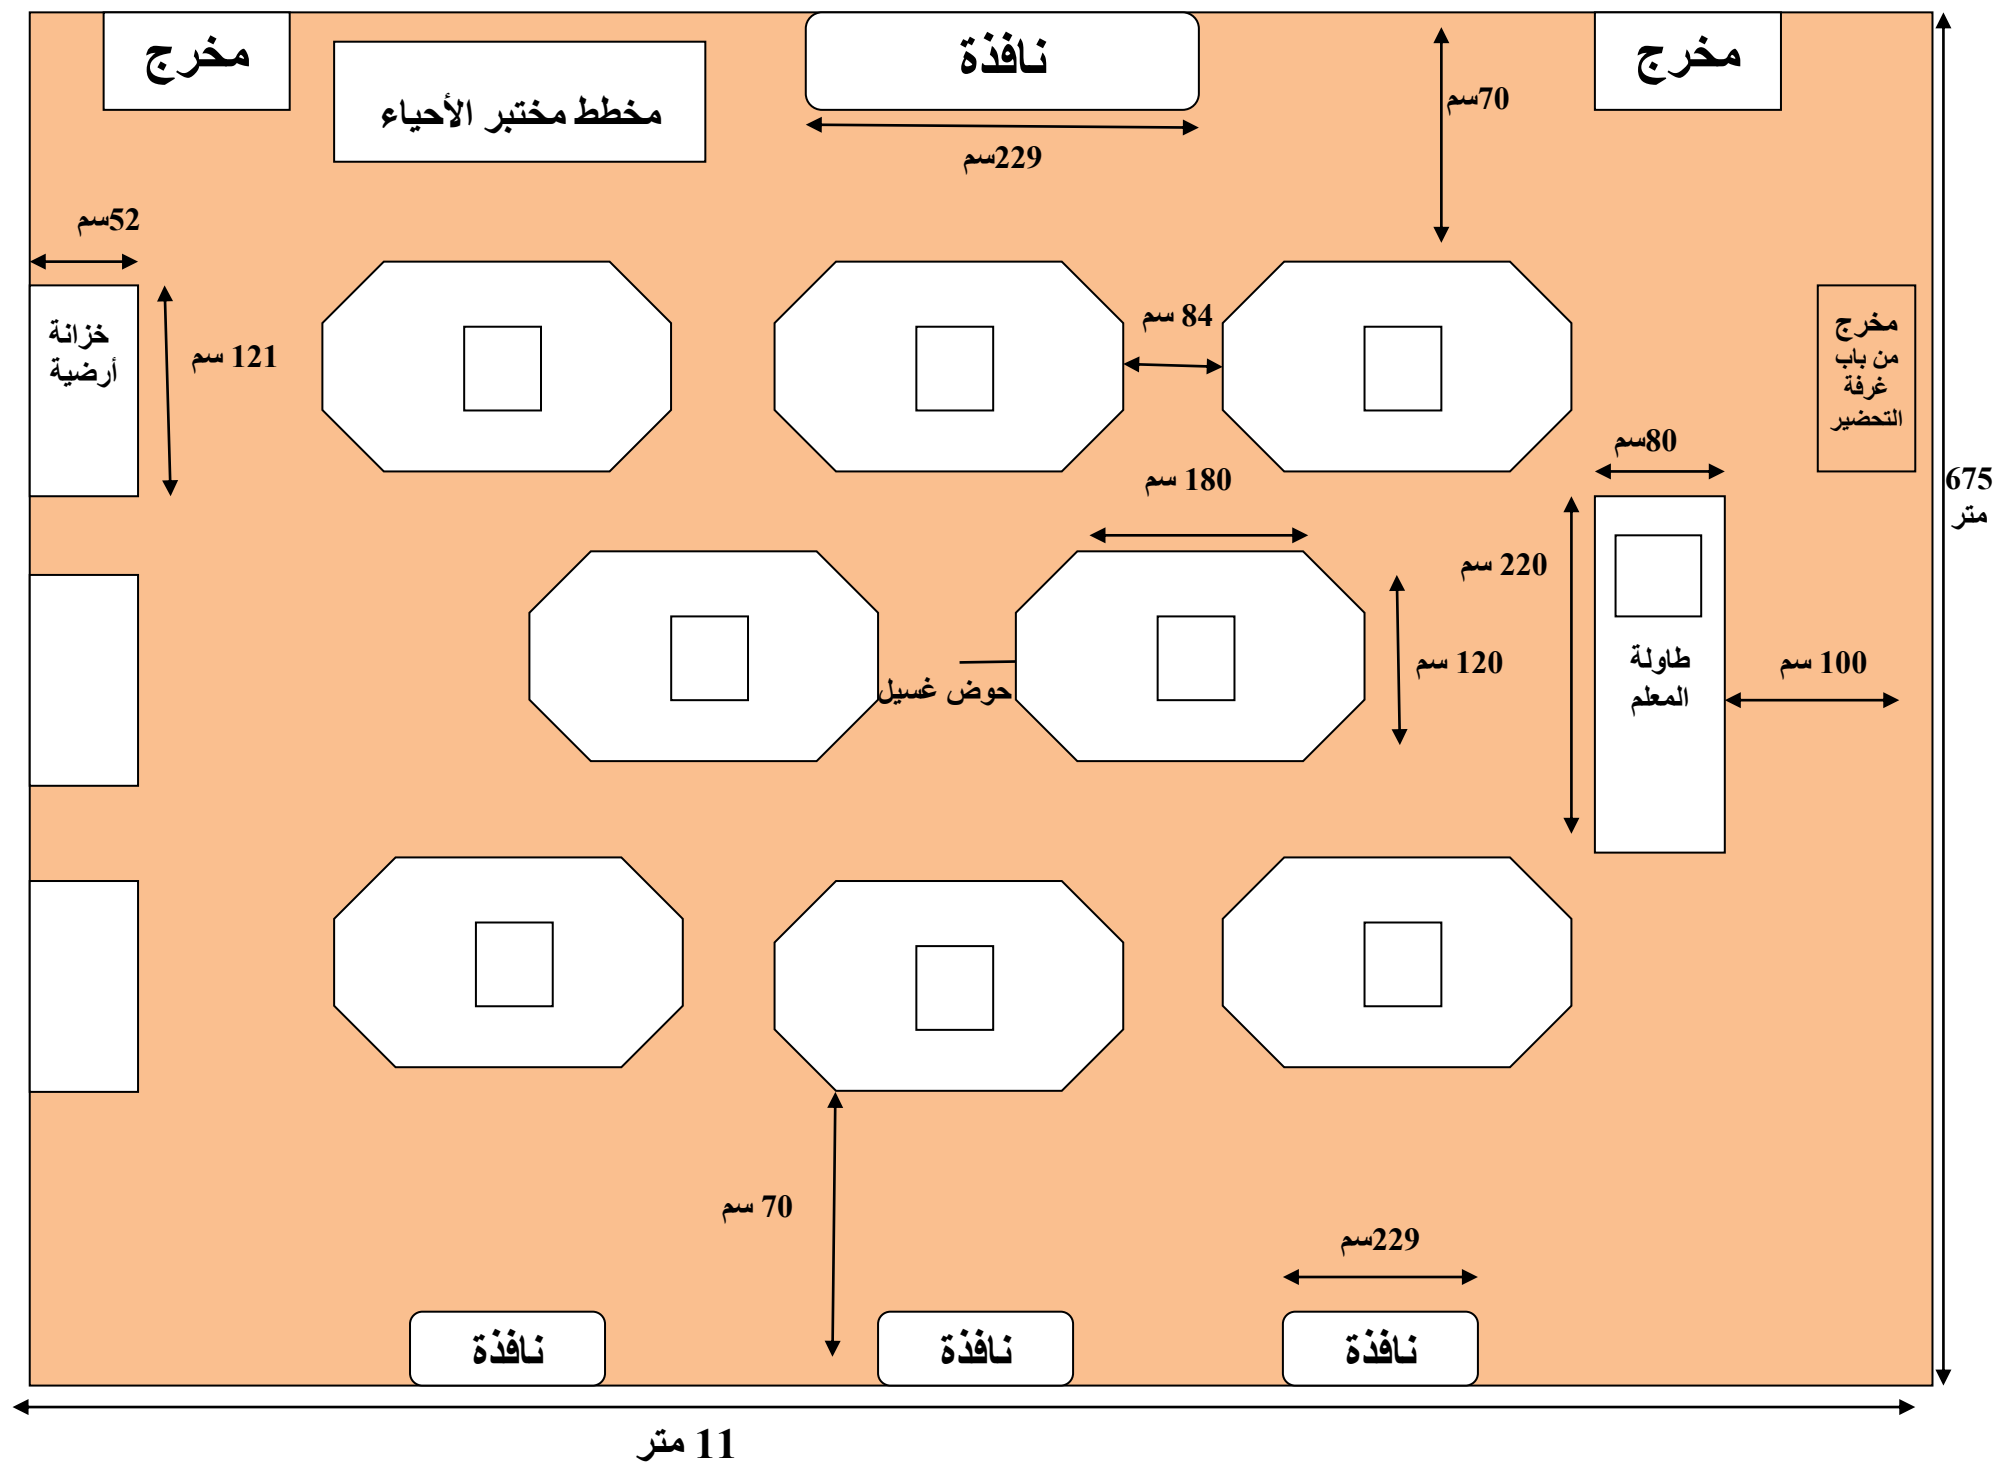 مخرج
نافذة
مخرج
مخطط مختبر الأحياء
70سم
229سم
52سم
خزانة
أرضية
121 سم
84 سم
مخرج
من باب
غرفة
التحضير
80سم
180 سم
675
متر
220 سم
طاولة
المعلم
100 سم
120 سم
حوض غسيل
70 سم
229سم
نافذة
نافذة
نافذة
11 متر